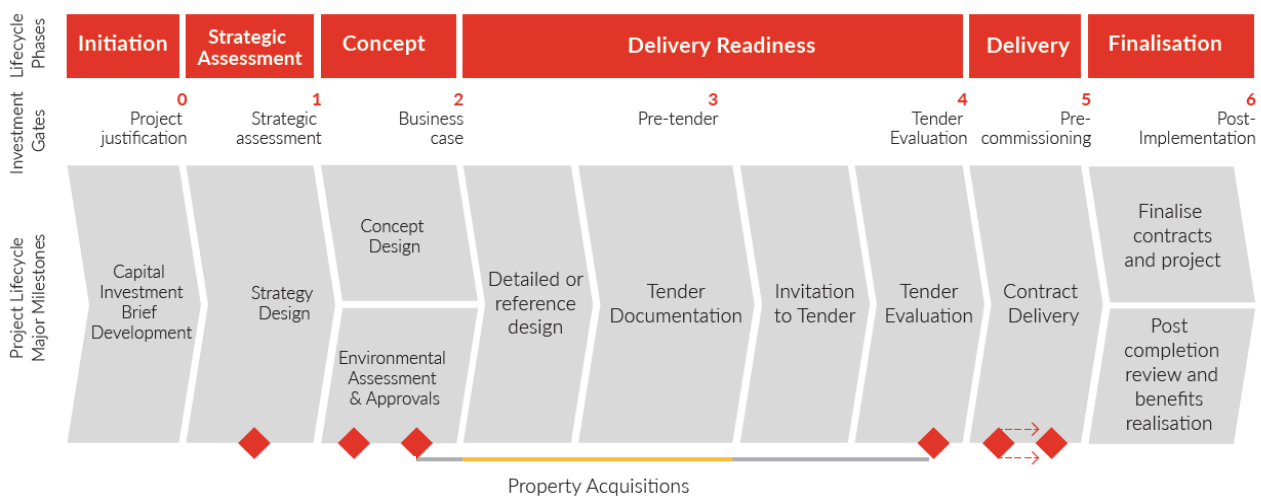 Lifecycle
Phases
Initiation
Strategic
Assessment
Concept
Delivery Readiness
Delivery
Finalisation
Investment
Gates
0
Project
justification
1
Strategic
assessment
2
Business
case
3
Pre-tender
4
Tender
Evaluation
5
Pre-
commissioning
6
Post-
Implementation
Project Lifecycle
Major Milestones
Capital
Investment
Brief
Development
Strategy
Design
Concept
Design
Environmental
Assessment
& Approvals
Detailed or
reference
design
Tender
Documentation
Invitation
to Tender
Tender
Evaluation
Contract
Delivery
Finalise
contracts
and project
Post
completion
review and
benefits
realisation
Property Acquisitions